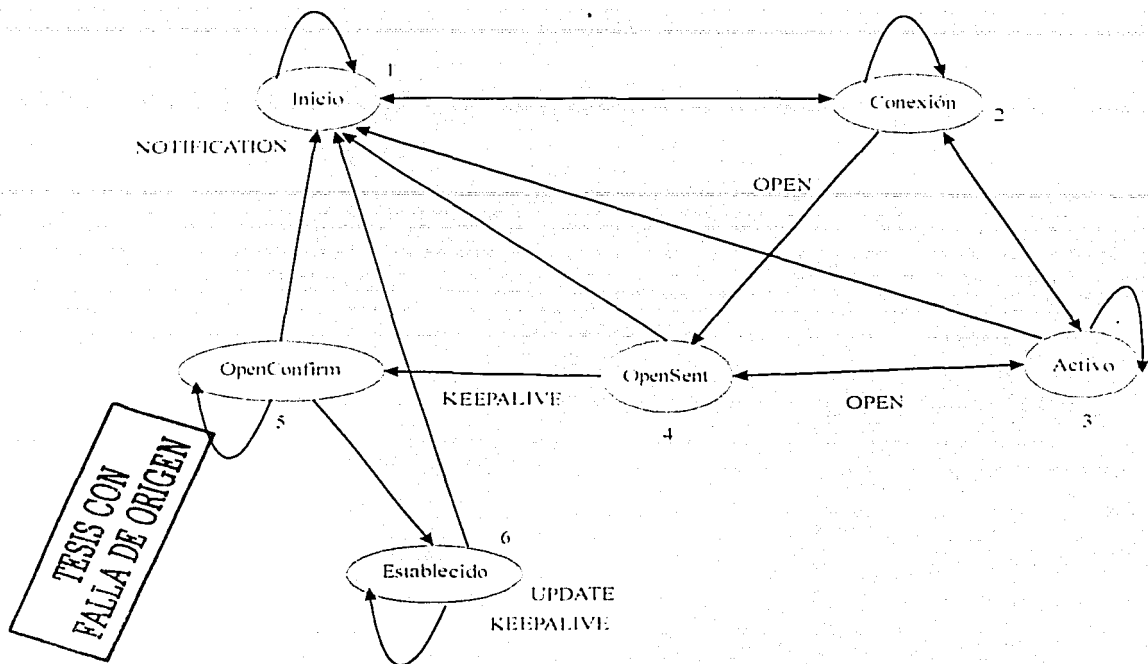 1
Inicio
Conexión
2
NOTIFICATION
OPEN
OpenConfirm
OpenSent
Activo
KEEPALIVE
OPEN
5
4
3
TESIS CON
FALLA DE ORIGEN
6
Establecido
UPDATE
KEEPALIVE